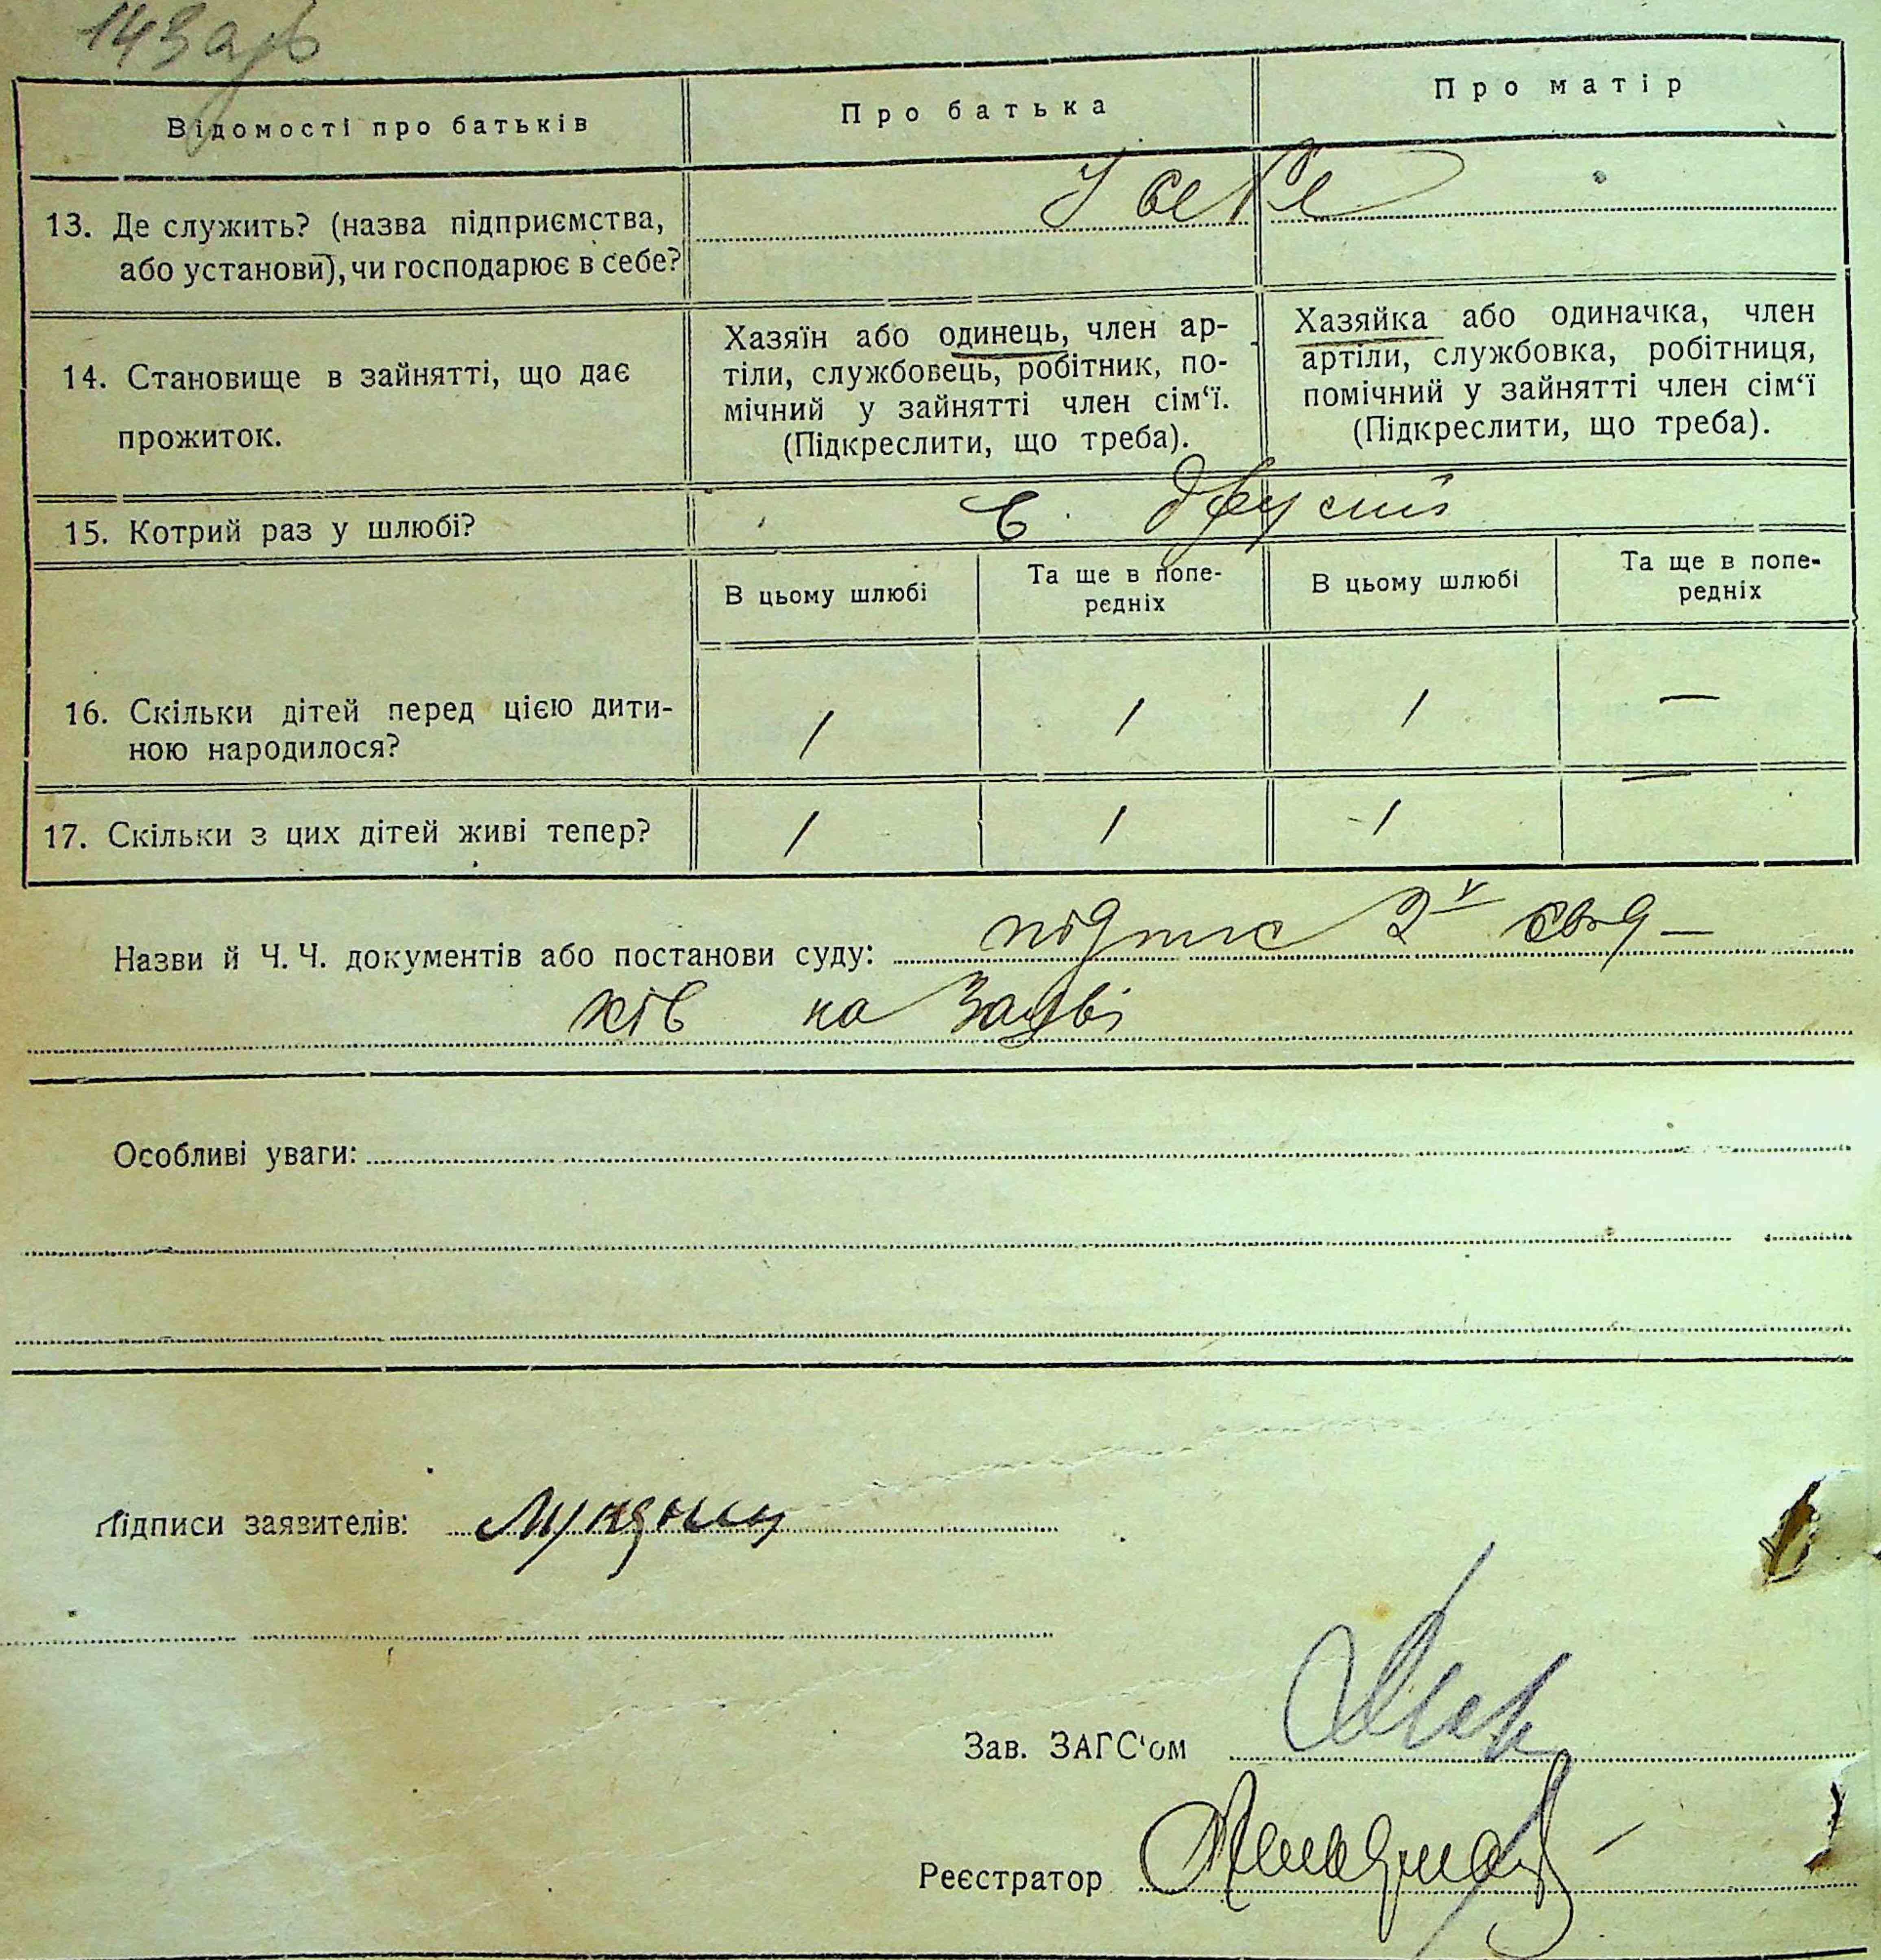 Відомості про батьків
Про батька
Про матір
13. Де служить? (назва підприємства,
або установи), чи господарює в себе?
У себе
14. Становище в зайнятті, що дає
прожиток.
Хазяїн або одинець, член ар-
тіли, службовець, робітник, по-
мічний у зайнятті член сім‘ї.
(Підкреслити, що треба).
Хазяйка або одиначка, член
артіли, службовка, робітниця,
помічний у зайнятті член сім‘ї
(Підкреслити, що треба).
15. Котрий раз у шлюбі?
В цьому шлюбі
Та ще в попе-
редніх
В цьому шлюбі
Та ще в попе-
редніх
16. Скільки дітей перед цією дити-
ною народилося?
1 1 1 —
17. Скільки з цих дітей живі тепер?
1 1 1 —
Назви й Ч. Ч. документів або постанови суду: підпис 2х свід-
ків на Заяві
Особливі уваги:
Підписи заявителів:
Зав. ЗАГС‘ом
Реєстратор